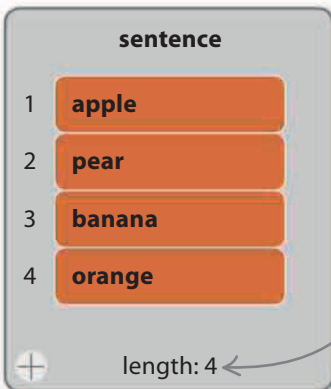 sentence
1 apple
2 pear
3 banana
4 orange
length: 4